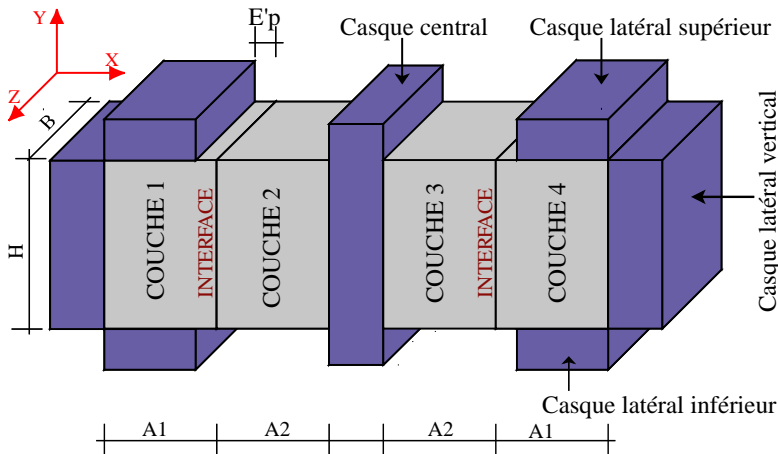 E'p
Y
Casque central
Casque latéral supérieur
X
Z
B
H
COUCHE 1
INTERFACE
COUCHE 2
COUCHE 3
INTERFACE
COUCHE 4
Casque latéral vertical
Casque latéral inférieur
A1
A2
A2
A1